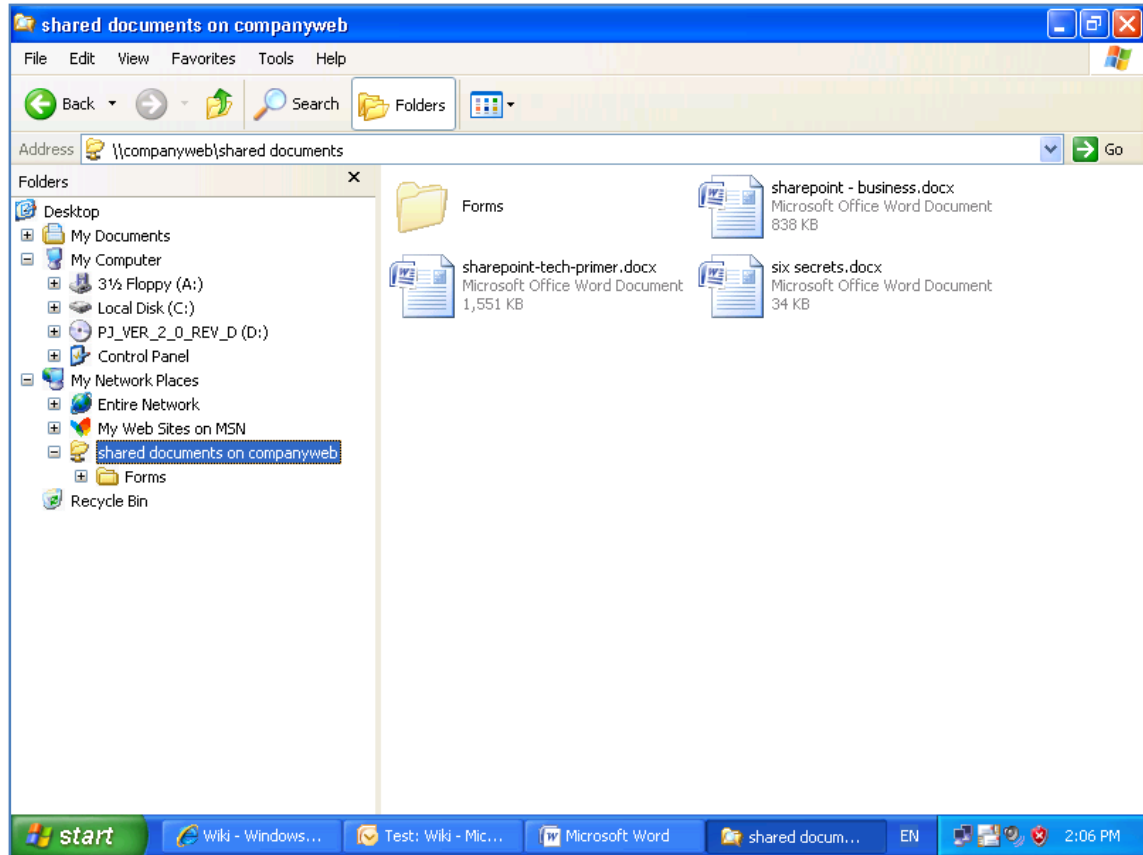 shared documents on companyweb
File Edit View Favorites Tools Help
Back Search Folders
Address \\companyweb\shared documents Go
Folders
Desktop
My Documents
My Computer
3½ Floppy (A:)
Local Disk (C:)
PJ_VER_2_0_REV_D (D:)
Control Panel
My Network Places
Entire Network
My Web Sites on MSN
shared documents on companyweb
Forms
Recycle Bin
Forms
sharepoint - business.docx
Microsoft Office Word Document
838 KB
sharepoint-tech-primer.docx
Microsoft Office Word Document
1,551 KB
six secrets.docx
Microsoft Office Word Document
34 KB
start Wiki - Windows... Test: Wiki - Mic... Microsoft Word shared docum... EN 2:06 PM